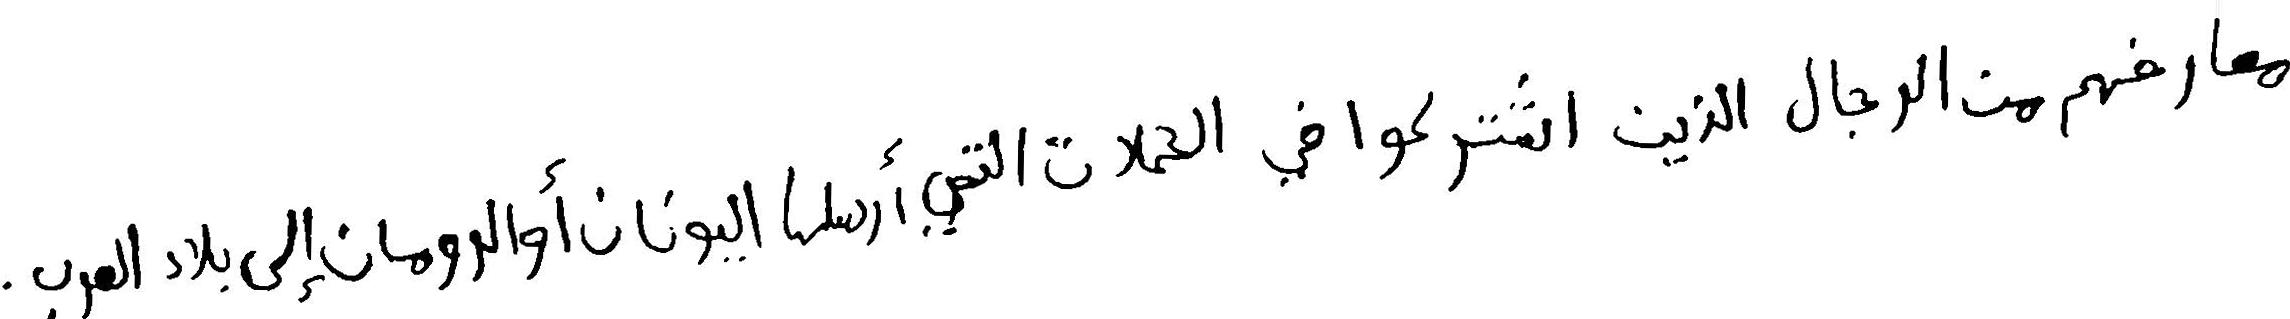 معارضهم من الرجال الذين اشتركوا في الحملات التي أرسلها اليونان أو الرومان إلى بلاد العرب.